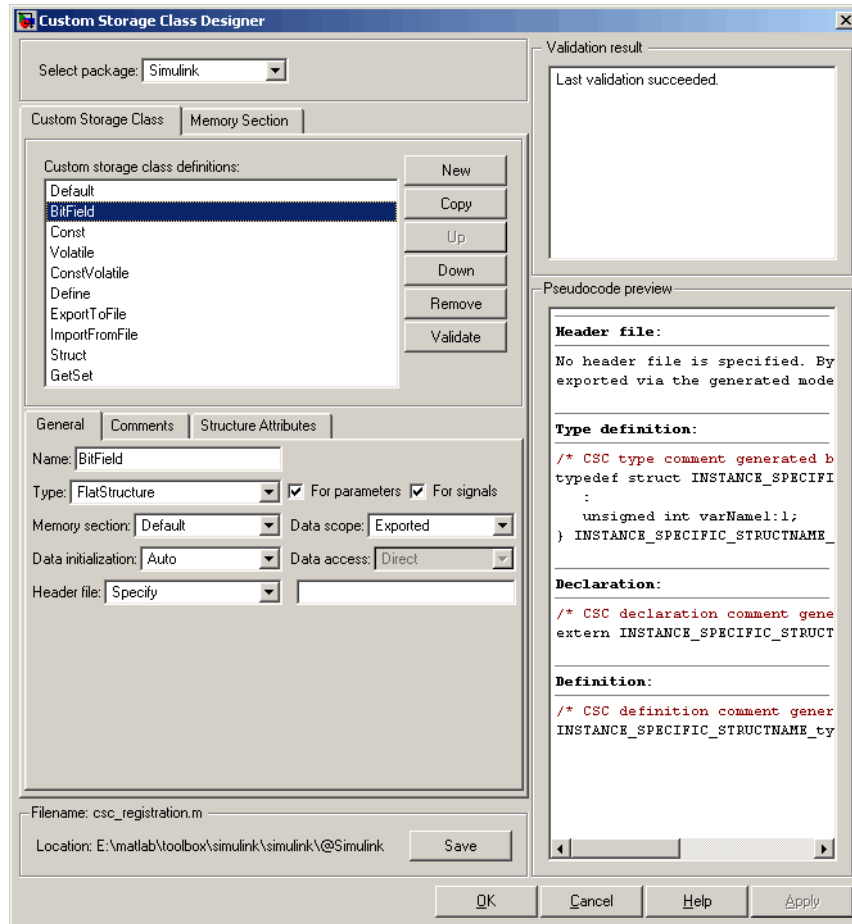 Custom Storage Class Designer
Select package: Simulink
Custom Storage Class
Memory Section
Custom storage class definitions:
Default
BitField
Const
Volatile
ConstVolatile
Define
ExportToFile
ImportFromFile
Struct
GetSet
New
Copy
Up
Down
Remove
Validate
General
Comments
Structure Attributes
Name: BitField
Type: FlatStructure For parameters For signals
Memory section: Default Data scope: Exported
Data initialization: Auto Data access: Direct
Header file: Specify
Filename: csc_registration.m
Location: E:\matlab\toolbox\simulink\simulink\@Simulink
Save
Validation result
Last validation succeeded.
Pseudocode preview
Header file:
No header file is specified. By
exported via the generated mode
Type definition:
/* CSC type comment generated b
typedef struct INSTANCE_SPECIFI
:
unsigned int varName1:1;
} INSTANCE_SPECIFIC_STRUCTNAME_
Declaration:
/* CSC declaration comment gene
extern INSTANCE_SPECIFIC_STRUCT
Definition:
/* CSC definition comment gener
INSTANCE_SPECIFIC_STRUCTNAME_ty
OK
Cancel
Help
Apply